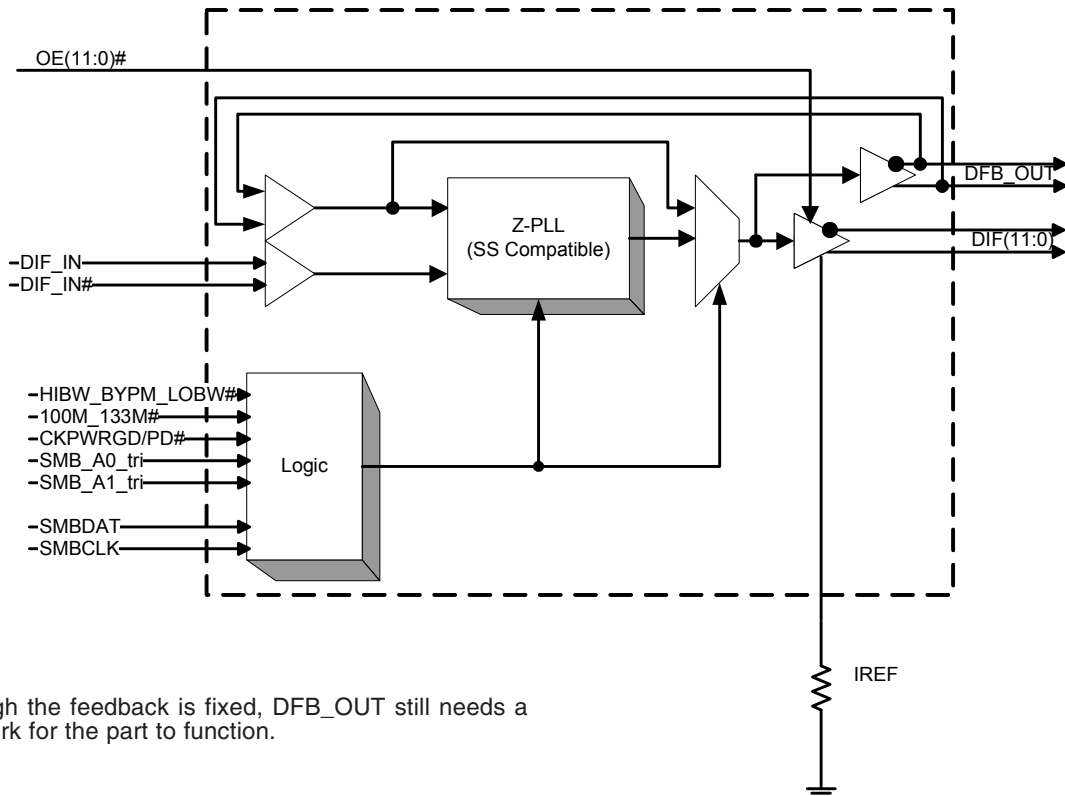 OE(11:0)#
DFB_OUT
Z-PLL
(SS Compatible)
DIF(11:0)
DIF_IN
DIF_IN#
HIBW_BYPM_LOBW#
100M_133M#
CKPWRGD/PD#
SMB_A0_tri
SMB_A1_tri
Logic
SMBDAT
SMBCLK
IREF
the feedback is fixed, DFB_OUT still needs a
for the part to function.